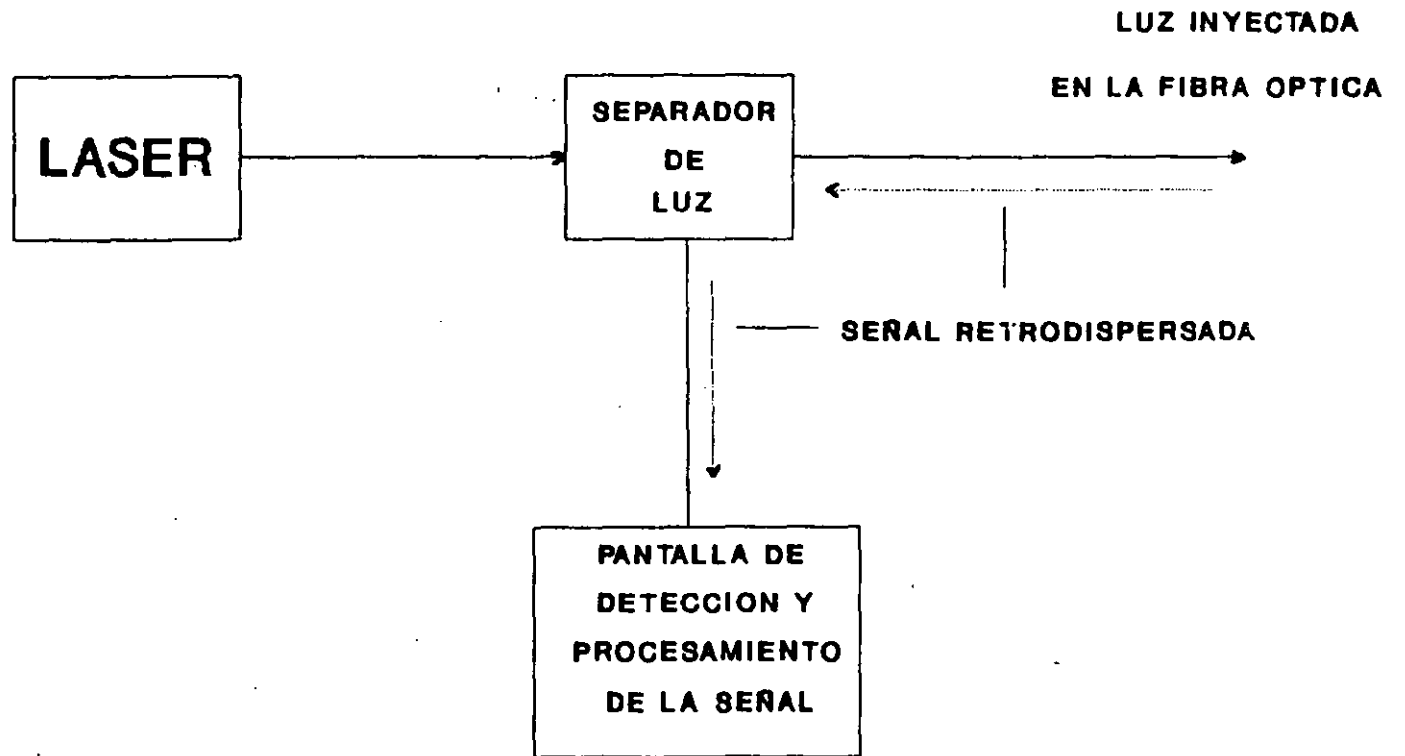 LUZ INYECTADA
EN LA FIBRA OPTICA
LASER
SEPARADOR
DE
LUZ
SEÑAL RETRODISPERSADA
PANTALLA DE
DETECCION Y
PROCESAMIENTO
DE LA SEÑAL